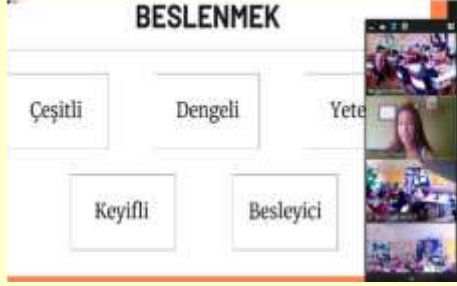 BESLENMEK
Çeşitli
Dengeli
Yete
Keyifli
Besleyici